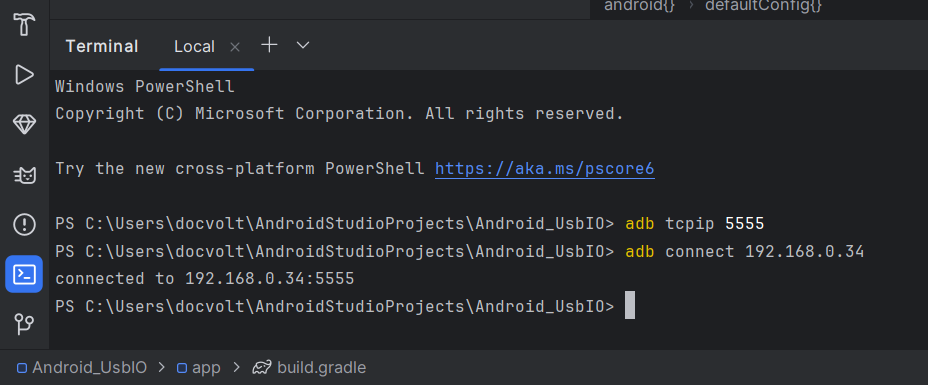 android{} › defaultConfig{}
Terminal Local × + ⌄
Windows PowerShell
Copyright (C) Microsoft Corporation. All rights reserved.
Try the new cross-platform PowerShell https://aka.ms/pscore6
PS C:\Users\docvolt\AndroidStudioProjects\Android_UsbIO> adb tcpip 5555
PS C:\Users\docvolt\AndroidStudioProjects\Android_UsbIO> adb connect 192.168.0.34
connected to 192.168.0.34:5555
PS C:\Users\docvolt\AndroidStudioProjects\Android_UsbIO>
Android_UsbIO > app > build.gradle